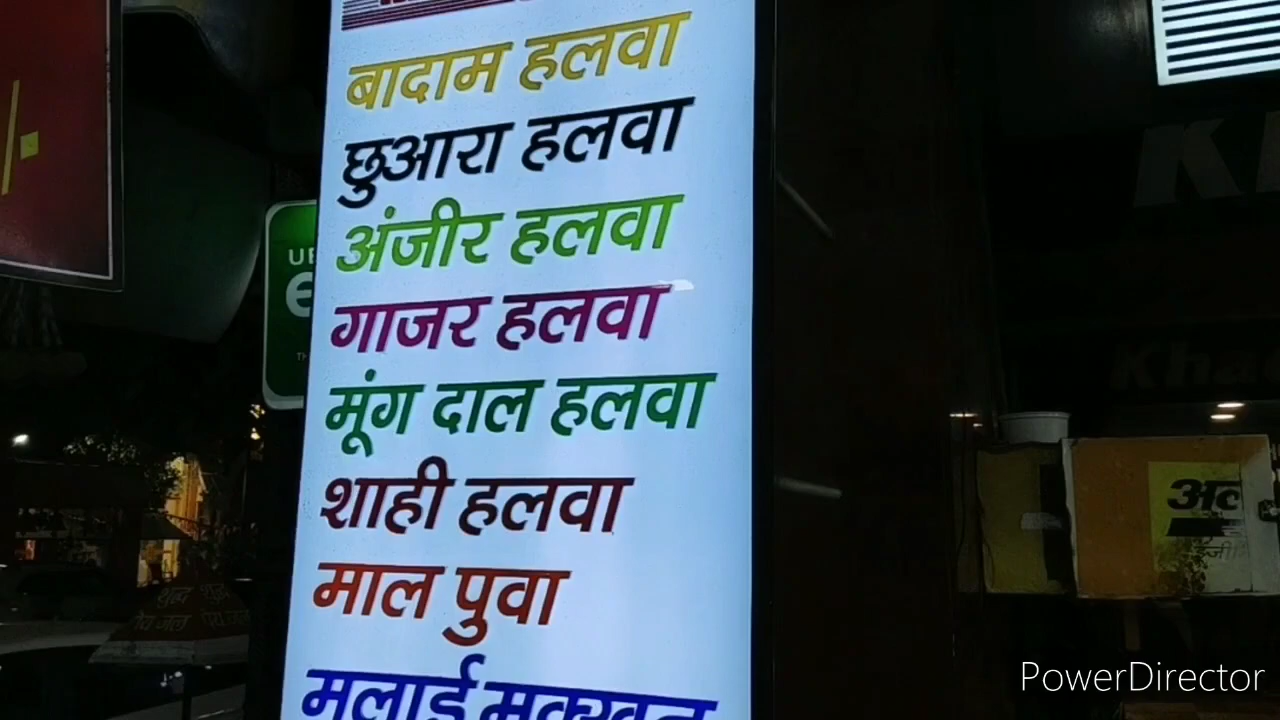 बादाम हलवा
छुआरा हलवा
अंजीर हलवा
गाजर हलवा
मूंग दाल हलवा
शाही हलवा
माल पुवा
मलाई मक्खन
PowerDirector